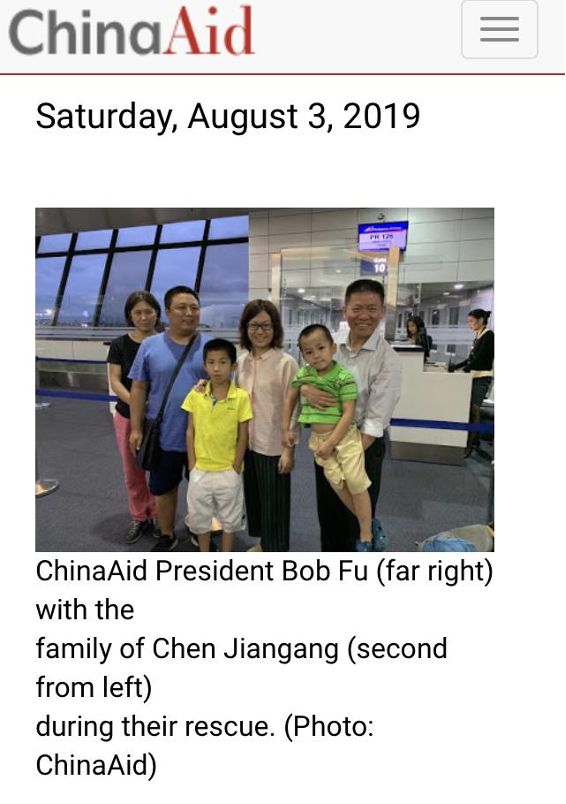 ChinaAid
Saturday, August 3, 2019
PR 126
10
ChinaAid President Bob Fu (far right)
with the
family of Chen Jiangang (second
from left)
during their rescue. (Photo:
ChinaAid)